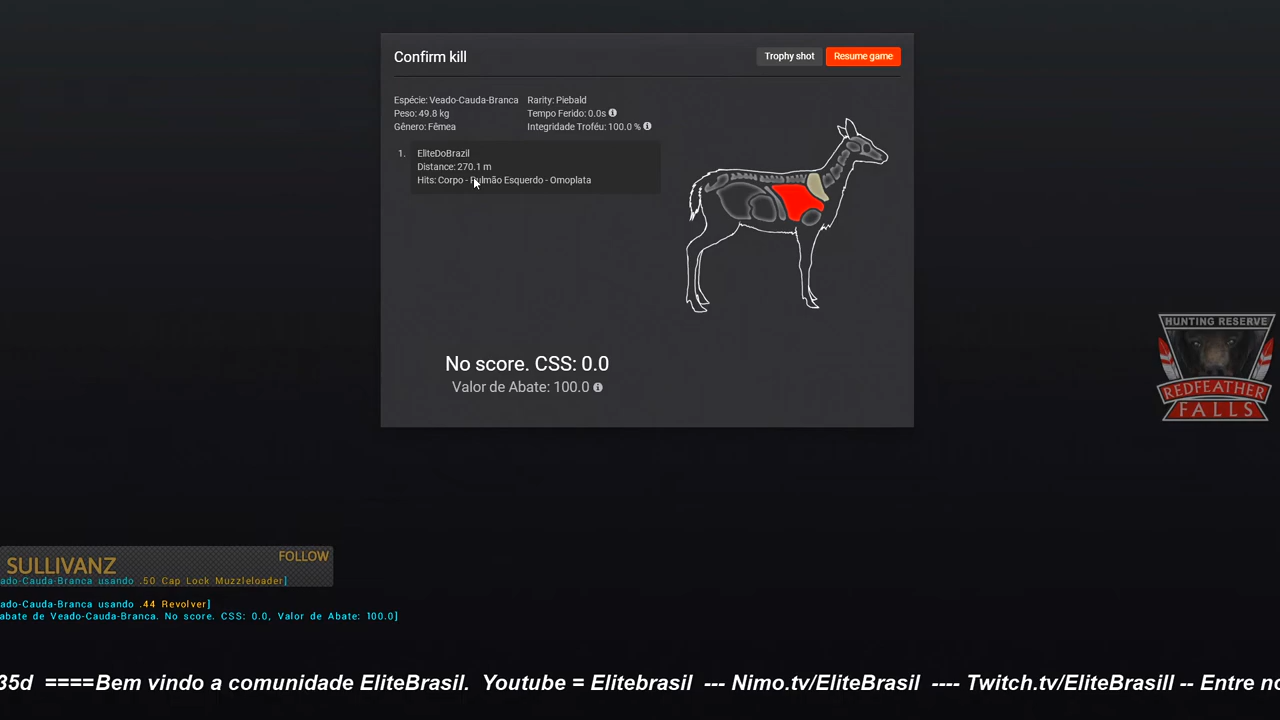 Confirm kill
Trophy shot
Resume game
Espécie: Veado-Cauda-Branca
Rarity: Piebald
Peso: 49.8 kg
Tempo Ferido: 0.0s
Gênero: Fêmea
Integridade Troféu: 100.0 %
1. EliteDoBrazil
Distance: 270.1 m
Hits: Corpo - Pulmão Esquerdo - Omoplata
No score. CSS: 0.0
Valor de Abate: 100.0
HUNTING RESERVE
REDFEATHER
FALLS
SULLIVANZ
FOLLOW
ado-Cauda-Branca usando .50 Cap Lock Muzzleloader]
ado-Cauda-Branca usando .44 Revolver]
abate de Veado-Cauda-Branca. No score. CSS: 0.0, Valor de Abate: 100.0]
35d ====Bem vindo a comunidade EliteBrasil. Youtube = Elitebrasil --- Nimo.tv/EliteBrasil ---- Twitch.tv/EliteBrasill -- Entre no